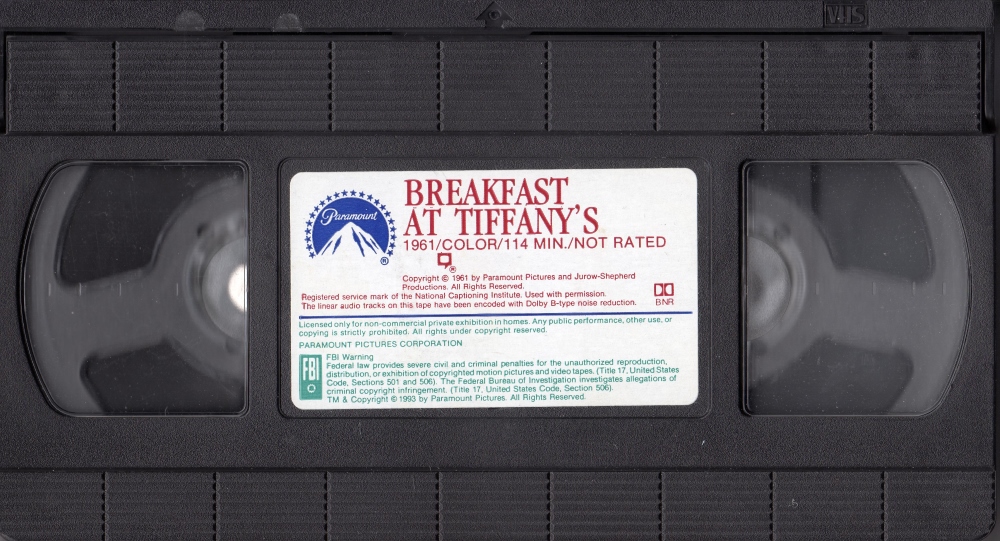 VHS
Paramount
®
BREAKFAST
AT TIFFANY'S
1961/COLOR/114 MIN./NOT RATED
®
Copyright © 1961 by Paramount Pictures and Jurow-Shepherd
Productions. All Rights Reserved.
Registered service mark of the National Captioning Institute. Used with permission.
The linear audio tracks on this tape have been encoded with Dolby B-type noise reduction.
BNR
Licensed only for non-commercial private exhibition in homes. Any public performance, other use, or
copying is strictly prohibited. All rights under copyright reserved.
PARAMOUNT PICTURES CORPORATION
FBI
FBI Warning
Federal law provides severe civil and criminal penalties for the unauthorized reproduction,
distribution, or exhibition of copyrighted motion pictures and video tapes. (Title 17, United States
Code, Sections 501 and 506). The Federal Bureau of Investigation investigates allegations of
criminal copyright infringement. (Title 17, United States Code, Section 506).
TM & Copyright © 1993 by Paramount Pictures. All Rights Reserved.